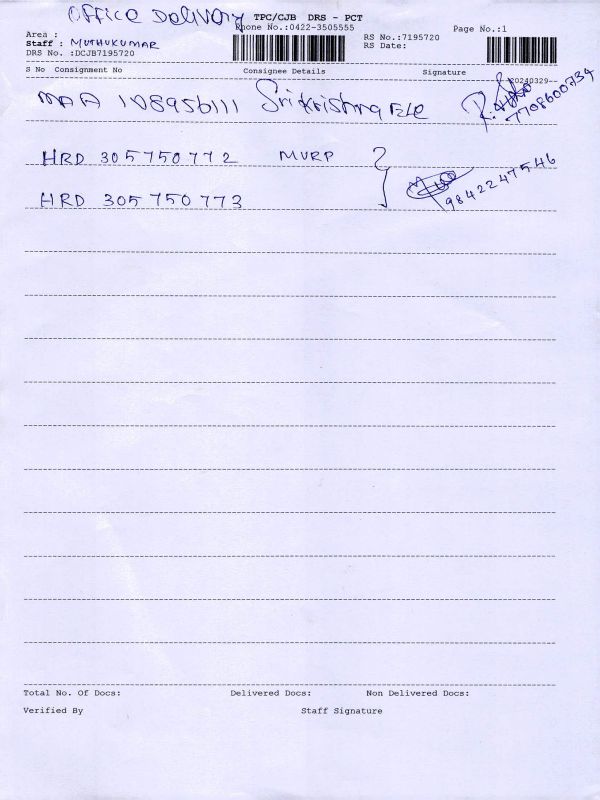 Office Delivery TPC/CJB DRS - PCT
Phone No.:0422-3505555 Page No.:1
Area : RS No.:7195720
Staff : MUTHUKUMAR RS Date:
DRS No. :DCJB7195720
S No Consignment No Consignee Details Signature
20240329--
MAA 108956111 Srikrishna Ele 7708600734
HRD 305750772 MVRP
9842247546
HRD 305750773
Total No. Of Docs: Delivered Docs: Non Delivered Docs:
Verified By Staff Signature